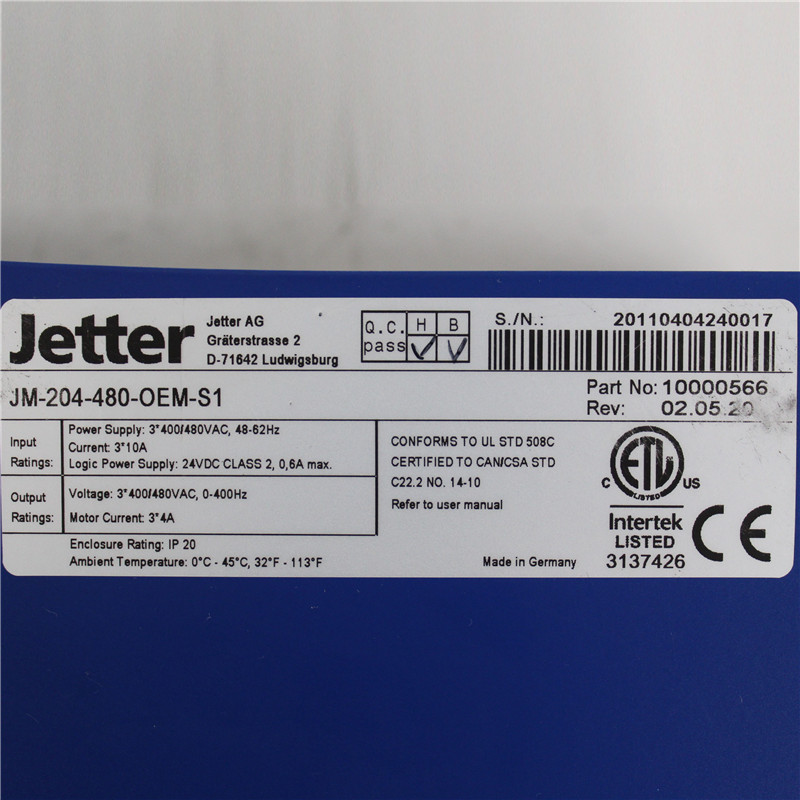 Jetter
Jetter AG
Gräterstrasse 2
D-71642 Ludwigsburg
Q.C. H B
pass
S./N.: 20110404240017
JM-204-480-OEM-S1
Part No: 10000566
Rev: 02.05.20
Input
Ratings:
Power Supply: 3*400/480VAC, 48-62Hz
Current: 3*10A
Logic Power Supply: 24VDC CLASS 2, 0,6A max.
Output
Ratings:
Voltage: 3*400/480VAC, 0-400Hz
Motor Current: 3*4A
CONFORMS TO UL STD 508C
CERTIFIED TO CAN/CSA STD
C22.2 NO. 14-10
Refer to user manual
ETL
LISTED
C US
Intertek
LISTED
3137426
CE
Enclosure Rating: IP 20
Ambient Temperature: 0°C - 45°C, 32°F - 113°F
Made in Germany